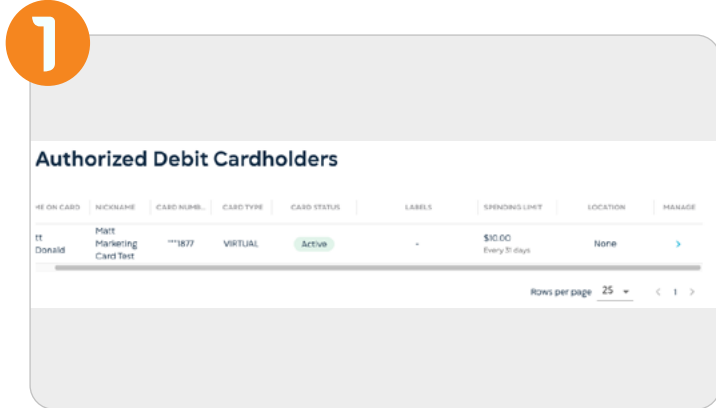 1
Authorized Debit Cardholders
ME ON CARD NICKNAME CARD NUMB... CARD TYPE CARD STATUS LABELS SPENDING LIMIT LOCATION MANAGE
tt Donald Matt Marketing Card Test ***1877 VIRTUAL Active - $10.00 Every 31 days None >
Rows per page 25 < 1 >